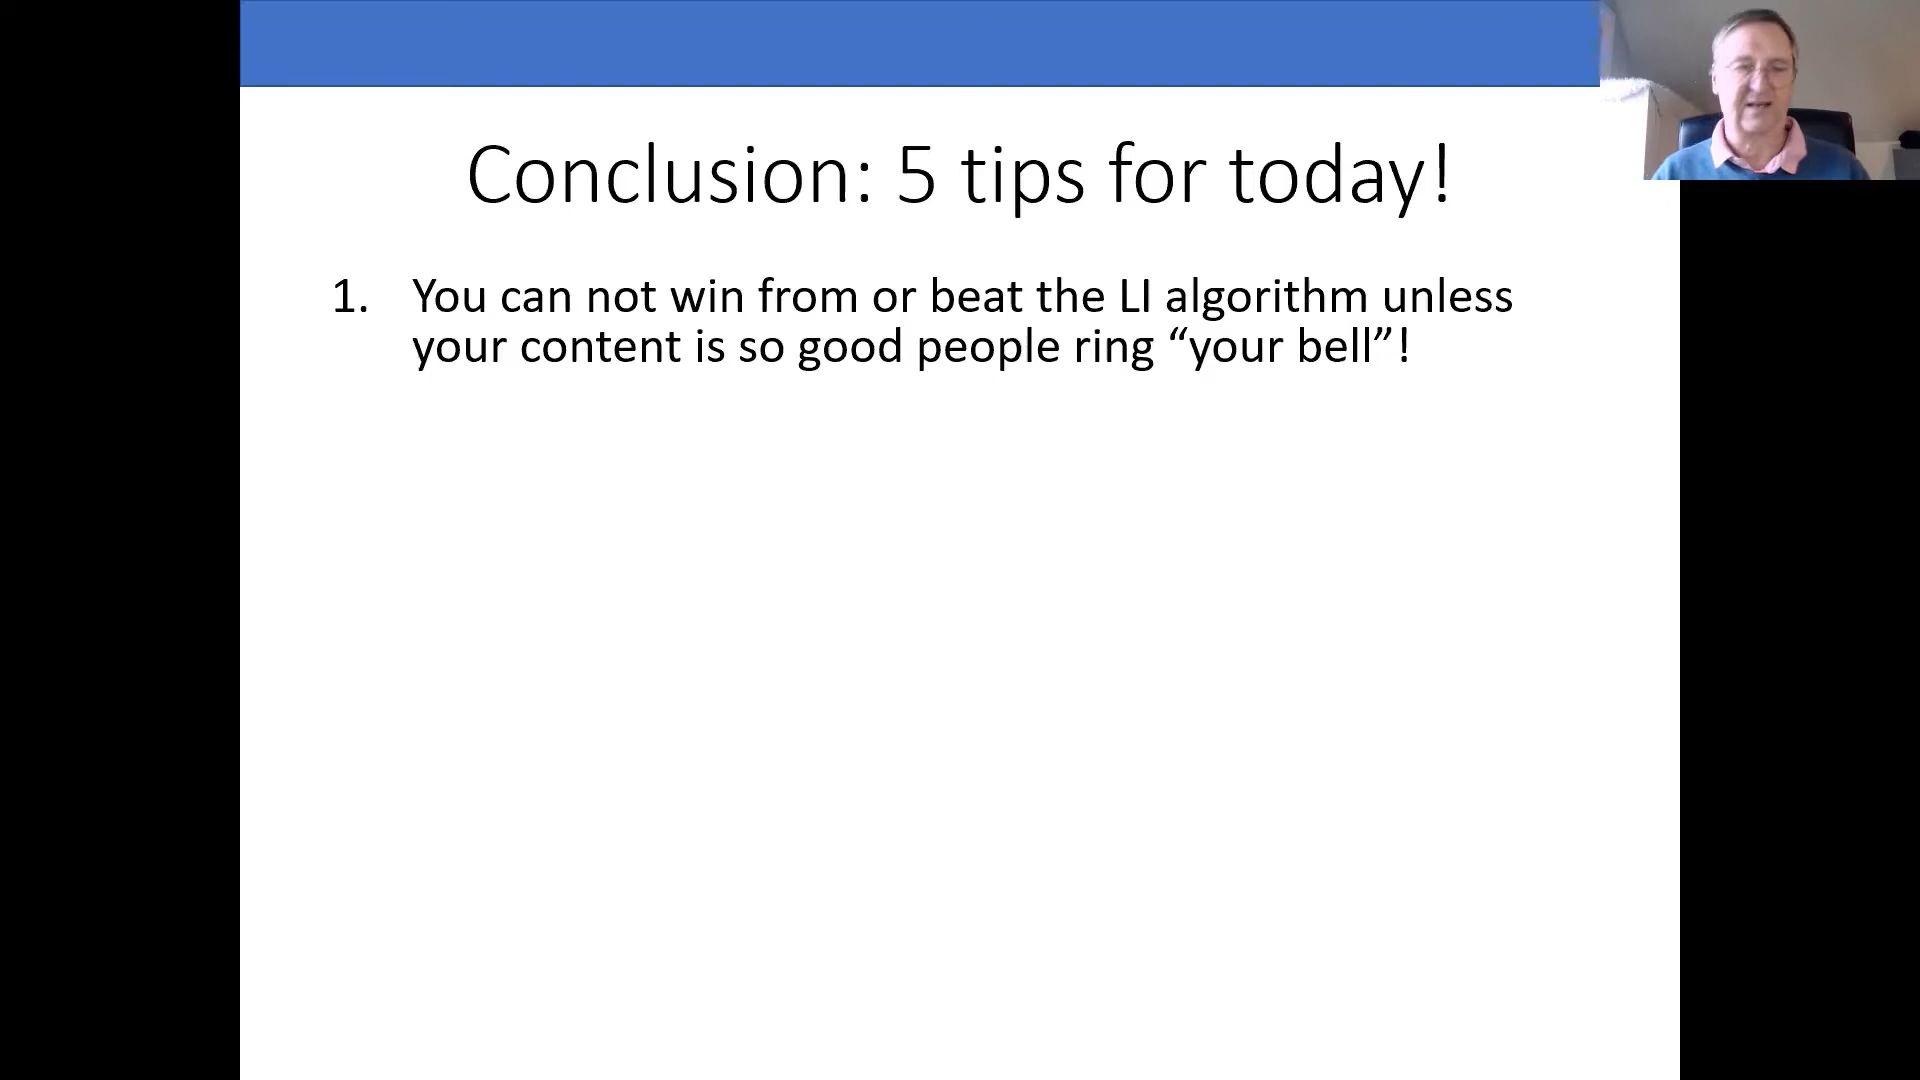 Conclusion: 5 tips for today!
1. You can not win from or beat the LI algorithm unless
your content is so good people ring “your bell”!